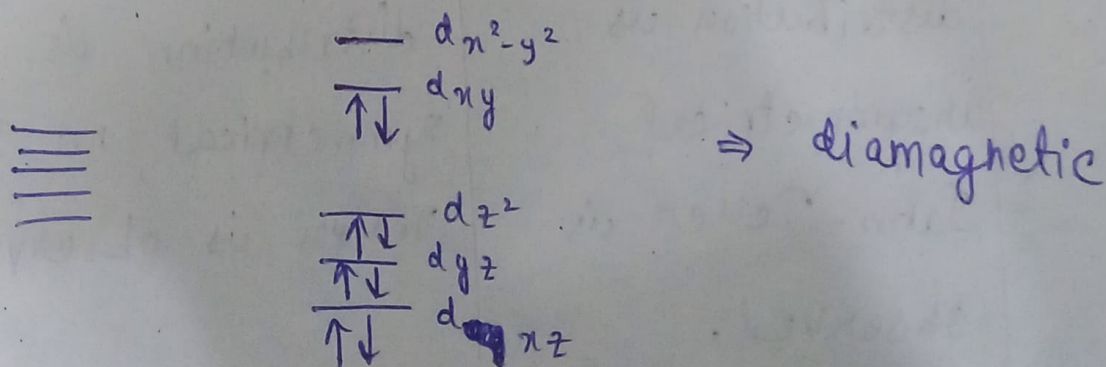 dx²-y²
dxy
⇒ diamagnetic
dz²
dyz
dxz